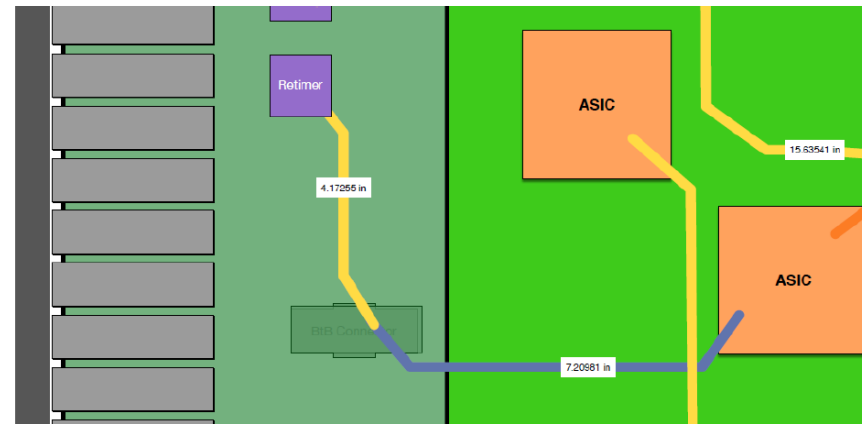 Retimer
ASIC
15.63541 in
4.17255 in
ASIC
BtB Connector
7.20981 in